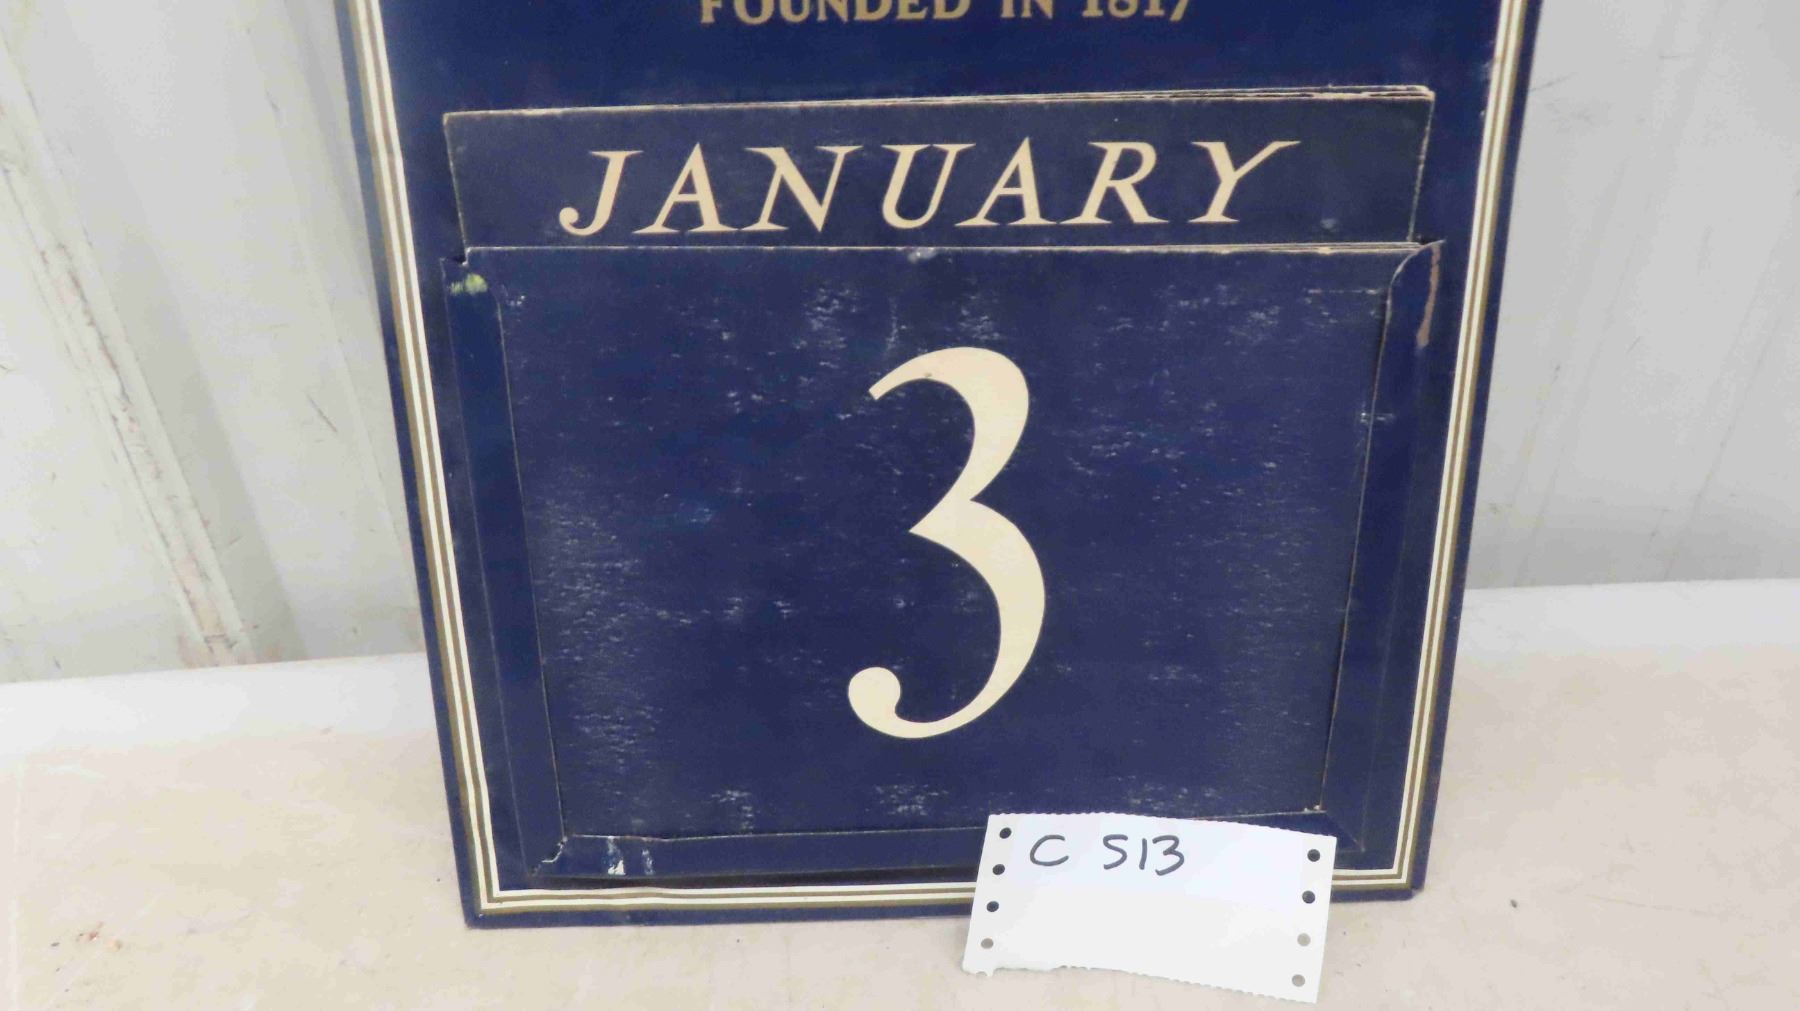 FOUNDED IN 1817
JANUARY
3
C 513